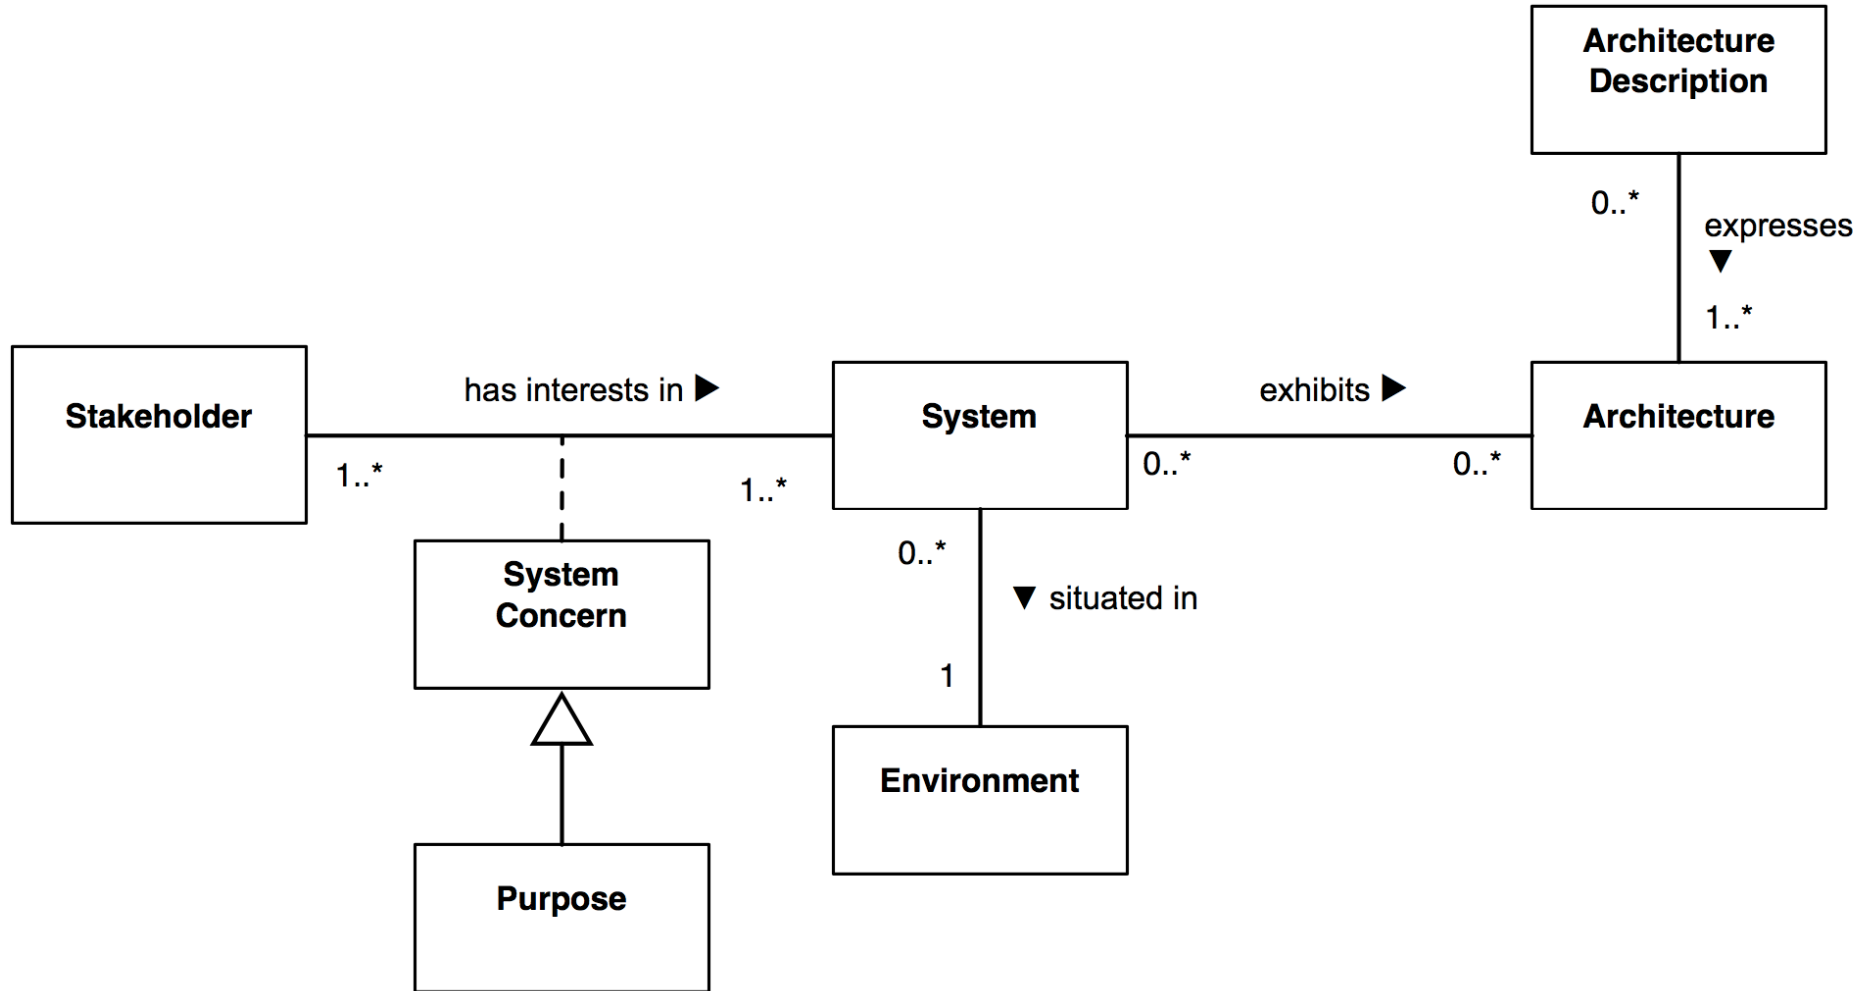 Architecture
Description
0..*
expresses
▼
1..*
Stakeholder
has interests in ▶
System
exhibits ▶
Architecture
1..*
1..*
0..*
0..*
System
Concern
0..*
▼ situated in
1
Environment
Purpose